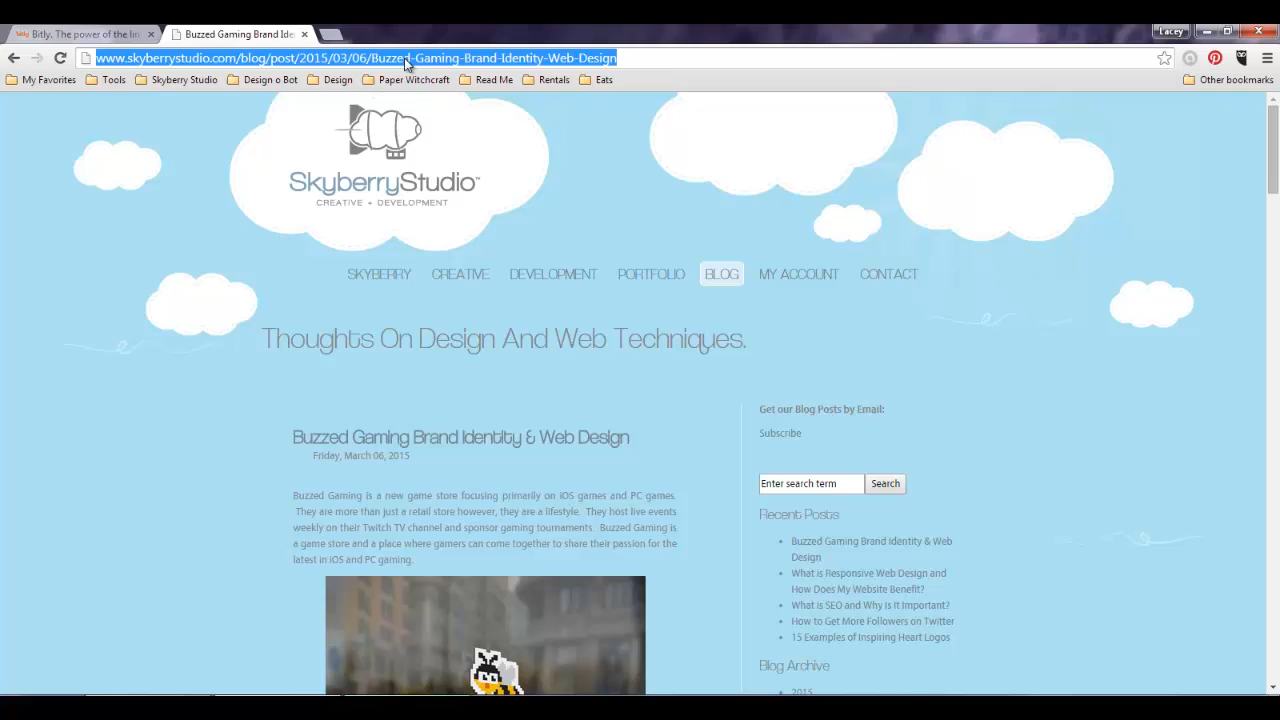 Bitly. The power of the lin
Buzzed Gaming Brand Ide
Lacey
www.skyberrystudio.com/blog/post/2015/03/06/Buzzed-Gaming-Brand-Identity-Web-Design
My Favorites
Tools
Skyberry Studio
Design o Bot
Design
Paper Witchcraft
Read Me
Rentals
Eats
Other bookmarks
SkyberryStudio™
CREATIVE + DEVELOPMENT
SKYBERRY CREATIVE DEVELOPMENT PORTFOLIO BLOG MY ACCOUNT CONTACT
Thoughts On Design And Web Techniques.
Buzzed Gaming Brand Identity & Web Design
Friday, March 06, 2015
Buzzed Gaming is a new game store focusing primarily on iOS games and PC games.
They are more than just a retail store however, they are a lifestyle. They host live events
weekly on their Twitch TV channel and sponsor gaming tournaments. Buzzed Gaming is
a game store and a place where gamers can come together to share their passion for the
latest in iOS and PC gaming.
Get our Blog Posts by Email:
Subscribe
Enter search term
Search
Recent Posts
Buzzed Gaming Brand Identity & Web
Design
What is Responsive Web Design and
How Does My Website Benefit?
What is SEO and Why is It Important?
How to Get More Followers on Twitter
15 Examples of Inspiring Heart Logos
Blog Archive
2015